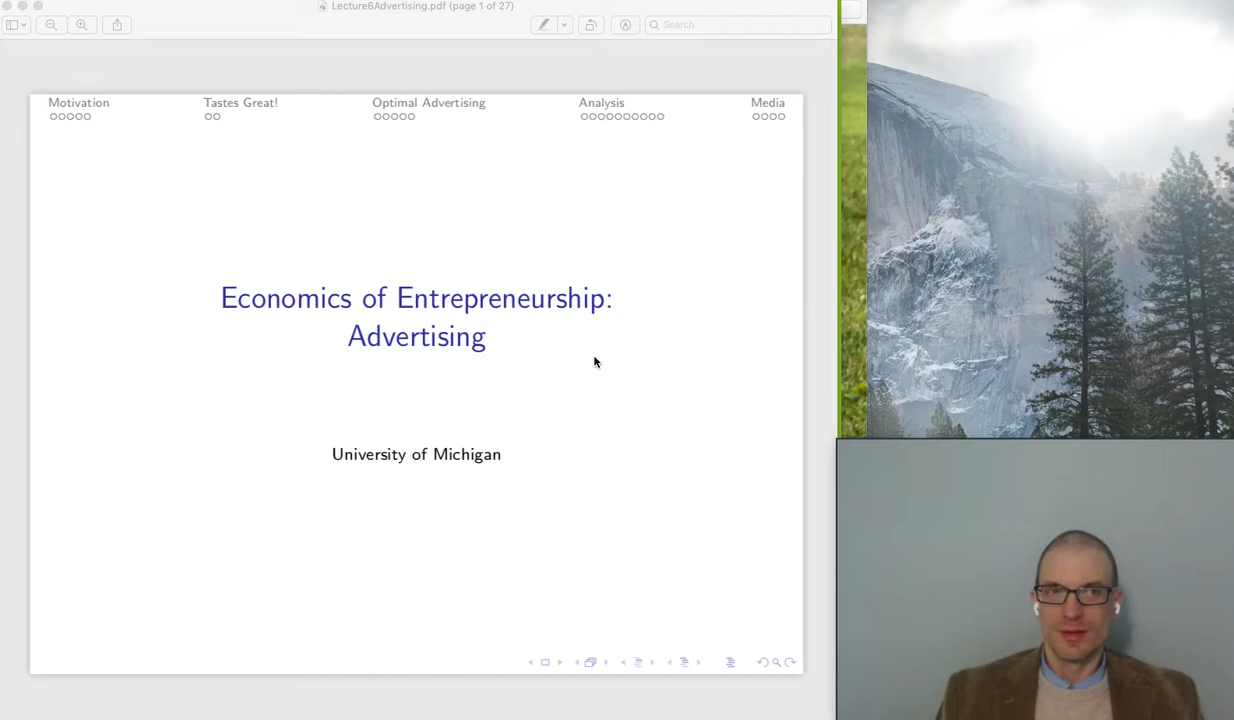 Lecture6Advertising.pdf (page 1 of 27)
Search
Motivation
Tastes Great!
Optimal Advertising
Analysis
Media
Economics of Entrepreneurship:
Advertising
University of Michigan